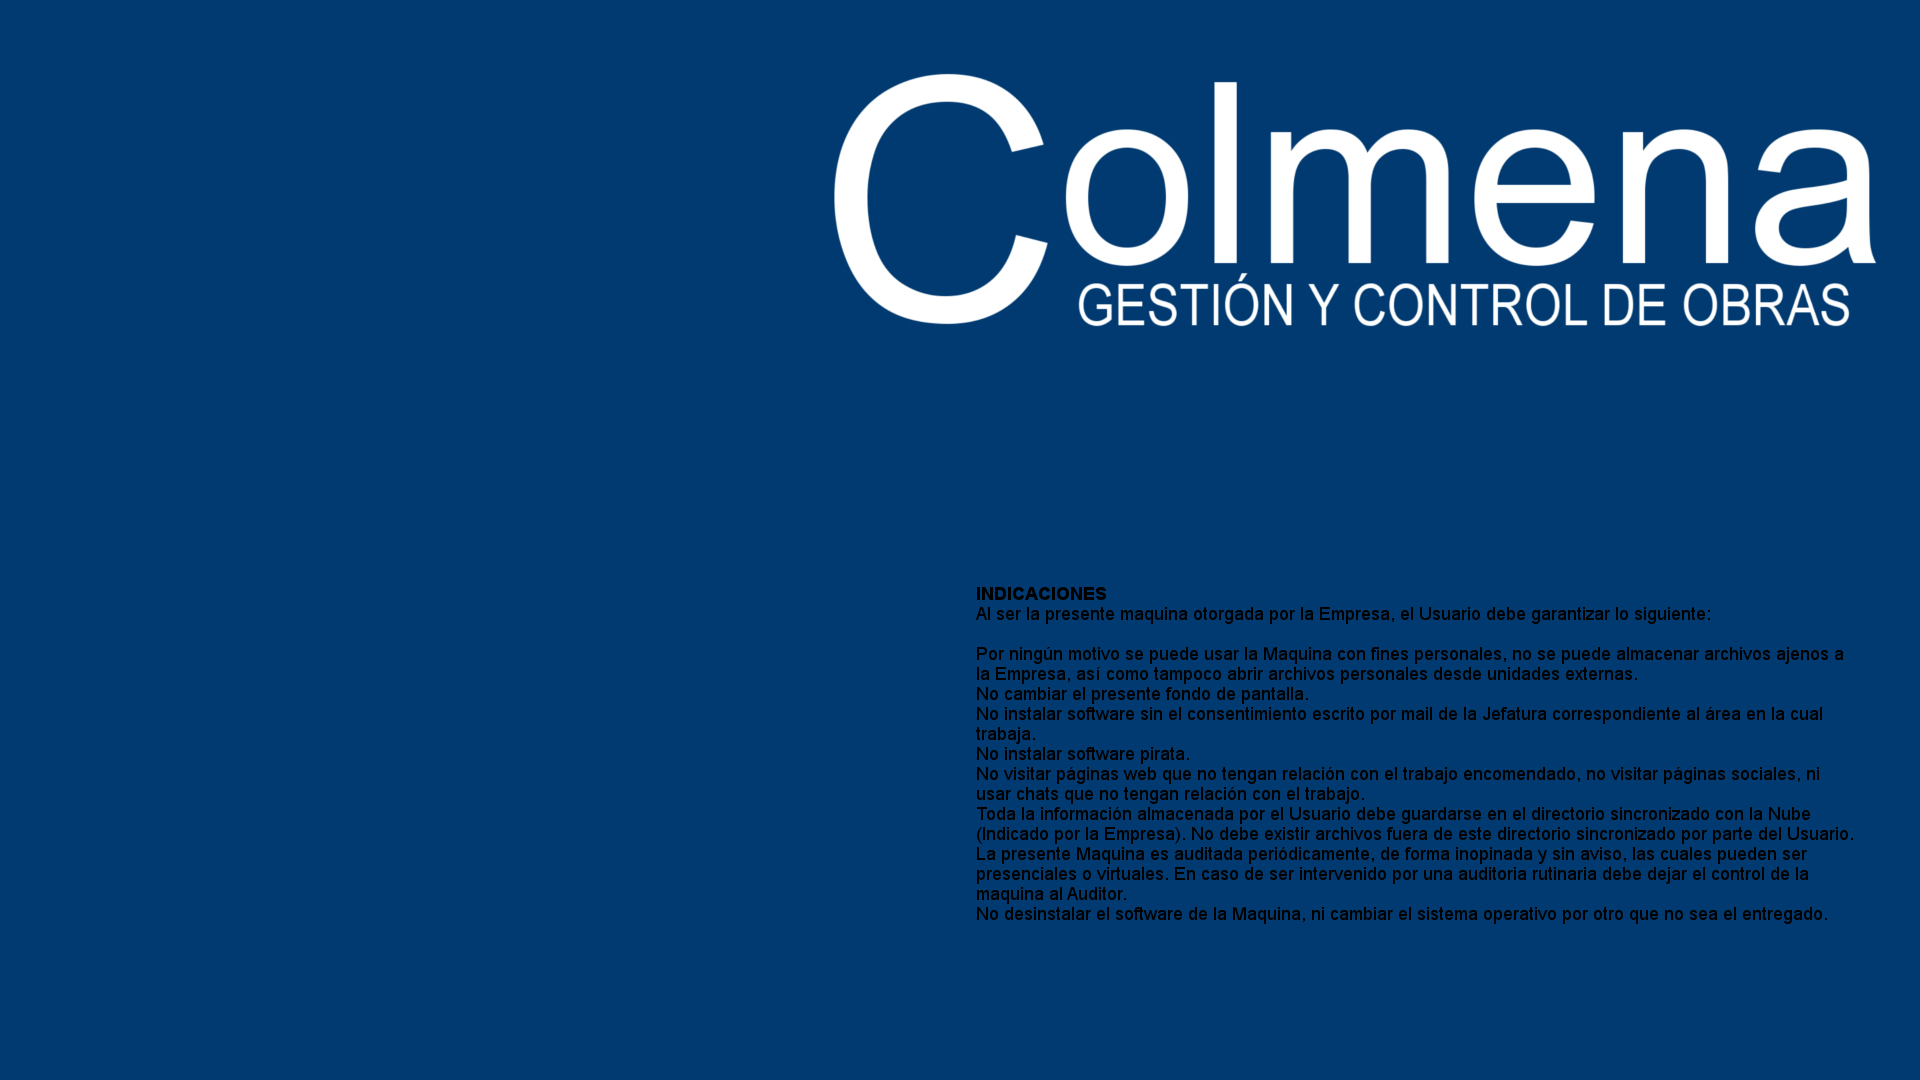 Colmena
GESTIÓN Y CONTROL DE OBRAS
INDICACIONES
Al ser la presente maquina otorgada por la Empresa, el Usuario debe garantizar lo siguiente:
Por ningún motivo se puede usar la Maquina con fines personales, no se puede almacenar archivos ajenos a
la Empresa, así como tampoco abrir archivos personales desde unidades externas.
No cambiar el presente fondo de pantalla.
No instalar software sin el consentimiento escrito por mail de la Jefatura correspondiente al área en la cual
trabaja.
No instalar software pirata.
No visitar páginas web que no tengan relación con el trabajo encomendado, no visitar páginas sociales, ni
usar chats que no tengan relación con el trabajo.
Toda la información almacenada por el Usuario debe guardarse en el directorio sincronizado con la Nube
(Indicado por la Empresa). No debe existir archivos fuera de este directorio sincronizado por parte del Usuario.
La presente Maquina es auditada periódicamente, de forma inopinada y sin aviso, las cuales pueden ser
presenciales o virtuales. En caso de ser intervenido por una auditoria rutinaria debe dejar el control de la
maquina al Auditor.
No desinstalar el software de la Maquina, ni cambiar el sistema operativo por otro que no sea el entregado.